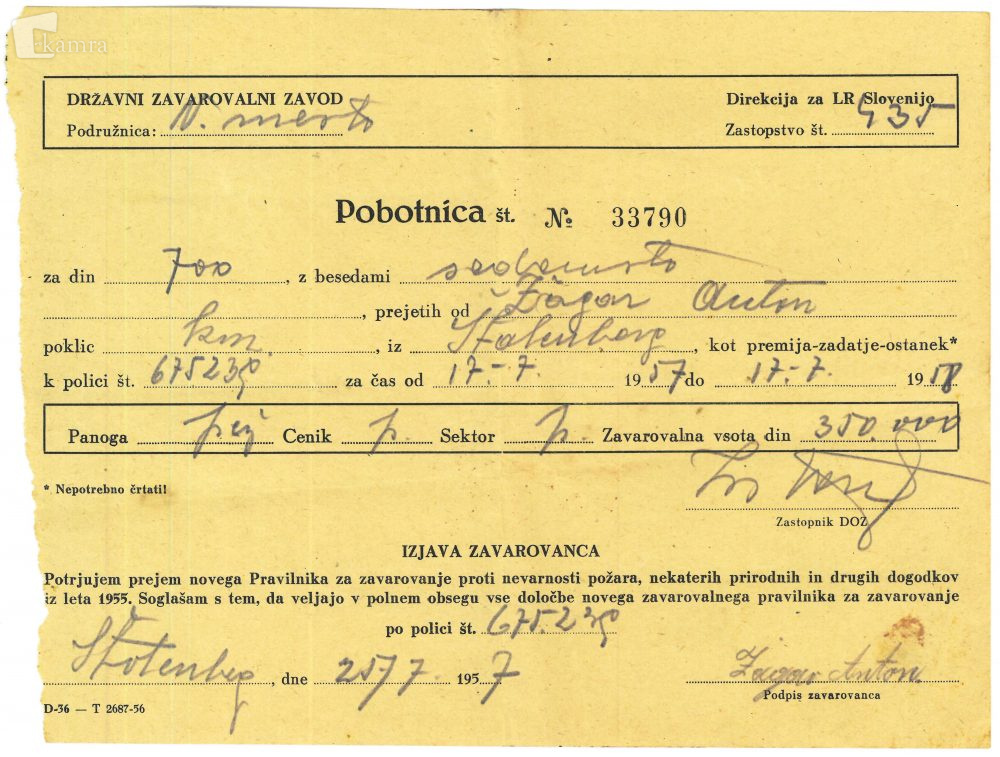 kamra
DRŽAVNI ZAVAROVALNI ZAVOD
Direkcija za LR Slovenijo
Podružnica: N. mesto
Zastopstvo št. 435
Pobotnica št. № 33790
za din 700, z besedami sedemsto
, prejetih od Žagar Anton
poklic km., iz Štatenberg, kot premija-zadatje-ostanek*
k polici št. za čas od 17.-7. 1957 do 17.-7. 1958
Panoga Cenik p. Sektor p. Zavarovalna vsota din 350.000
* Nepotrebno črtati!
Zastopnik DOZ
IZJAVA ZAVAROVANCA
Potrjujem prejem novega Pravilnika za zavarovanje proti nevarnosti požara, nekaterih prirodnih in drugih dogodkov
iz leta 1955. Soglašam s tem, da veljajo v polnem obsegu vse določbe novega zavarovalnega pravilnika za zavarovanje
po polici št.
Štatenberg, dne 25/7 1957
Žagar Anton
Podpis zavarovanca
D-36 — T 2687-56